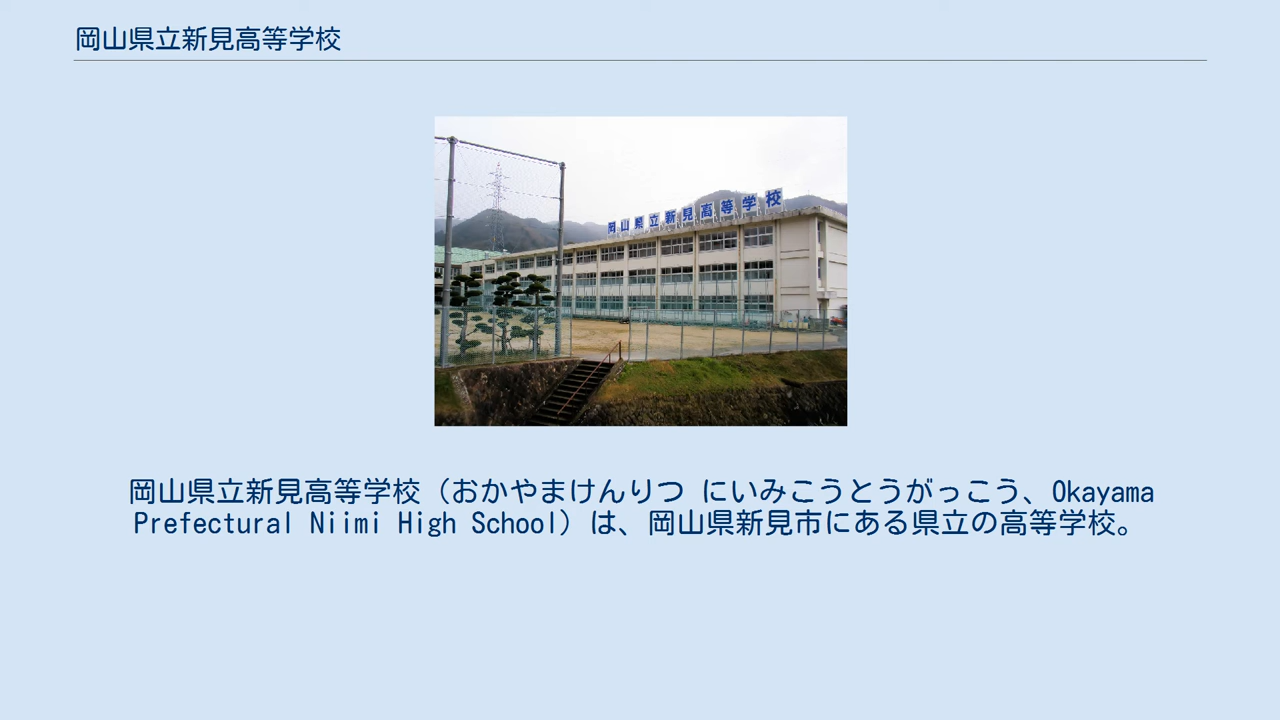 岡山県立新見高等学校
岡山県立新見高等学校
岡山県立新見高等学校（おかやまけんりつ にいみこうとうがっこう、Okayama
Prefectural Niimi High School）は、岡山県新見市にある県立の高等学校。